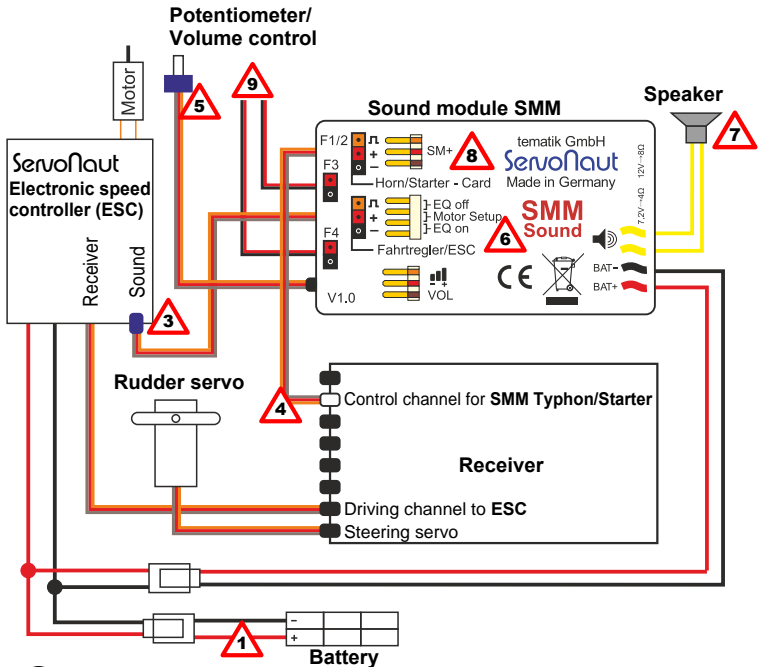 Potentiometer/
Volume control
Motor
5
9
Sound module SMM
Speaker
7
ServoNaut
Electronic speed
controller (ESC)
Receiver
Sound
3
F1/2
+
−
SM+
8
F3
Horn/Starter - Card
tematik GmbH
ServoNaut
Made in Germany
12V→8Ω
7.2V→4Ω
+
−
EQ off
Motor Setup
EQ on
6
SMM
Sound
F4
Fahrtregler/ESC
V1.0
VOL
CE
BAT−
BAT+
Rudder servo
4
Control channel for SMM Typhon/Starter
Receiver
Driving channel to ESC
Steering servo
1
−
+
Battery